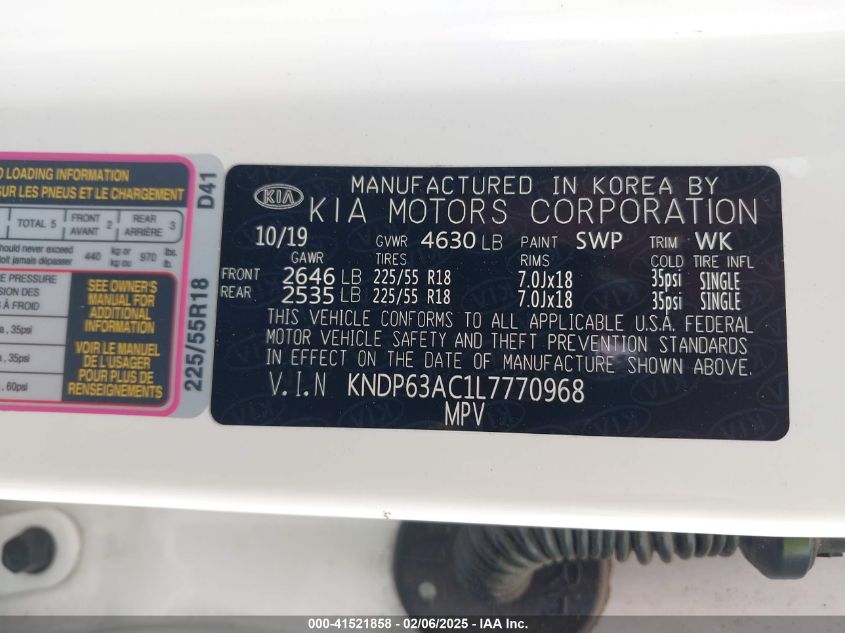 O LOADING INFORMATION
SUR LES PNEUS ET LE CHARGEMENT
TOTAL 5 FRONT AVANT 2 REAR ARRIÈRE 3
hould never exceed 440 kg or 970 lbs.
doit jamais dépasser kg ou lb.
E PRESSURE
SION DES
S À FROID
, 35psi
, 35psi
, 60psi
SEE OWNER'S
MANUAL FOR
ADDITIONAL
INFORMATION
VOIR LE MANUEL
DE L'USAGER
POUR PLUS DE
RENSEIGNEMENTS
225/55R18 D41
KIA
MANUFACTURED IN KOREA BY
KIA MOTORS CORPORATION
10/19 GVWR 4630 LB PAINT SWP TRIM WK
GAWR TIRES RIMS COLD TIRE INFL
FRONT 2646 LB 225/55 R18 7.0Jx18 35psi SINGLE
REAR 2535 LB 225/55 R18 7.0Jx18 35psi SINGLE
THIS VEHICLE CONFORMS TO ALL APPLICABLE U.S.A. FEDERAL
MOTOR VEHICLE SAFETY AND THEFT PREVENTION STANDARDS
IN EFFECT ON THE DATE OF MANUFACTURE SHOWN ABOVE.
V.I.N KNDP63AC1L7770968
MPV
000-41521858 - 02/06/2025 - IAA Inc.